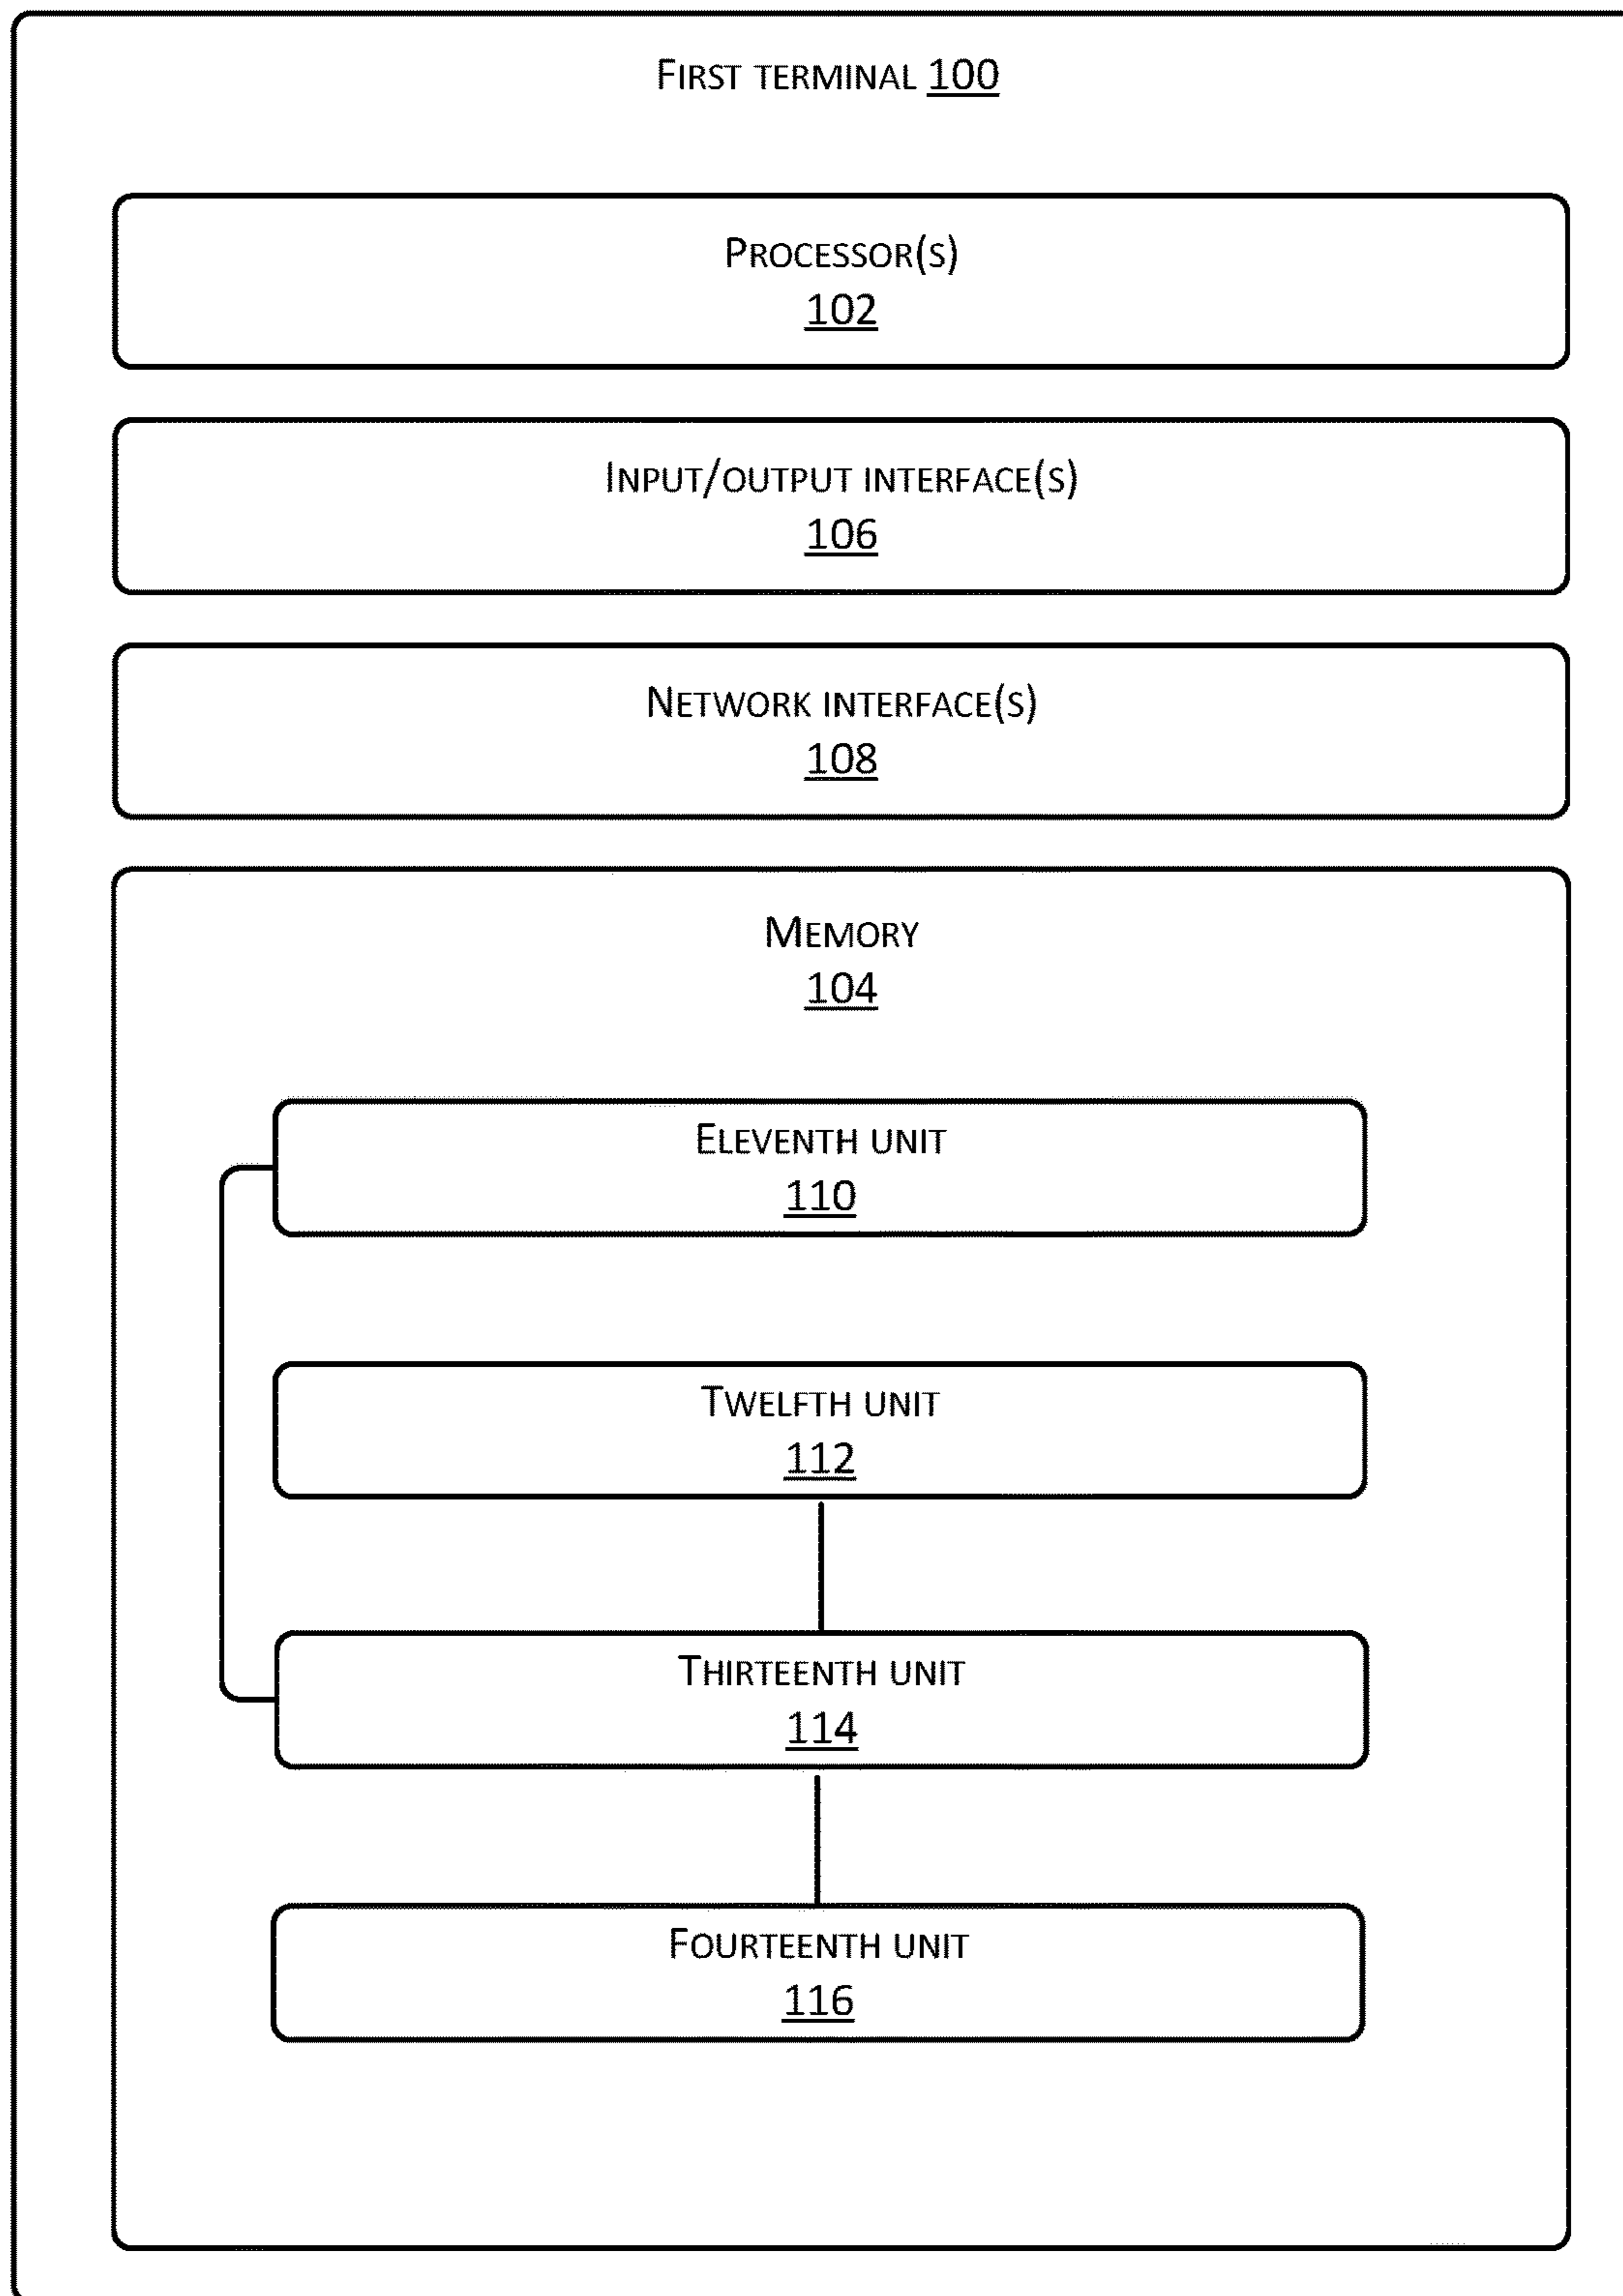 FIRST TERMINAL 100
PROCESSOR(S)
102
INPUT/OUTPUT INTERFACE(S)
106
NETWORK INTERFACE(S)
108
MEMORY
104
ELEVENTH UNIT
110
TWELFTH UNIT
112
THIRTEENTH UNIT
114
FOURTEENTH UNIT
116